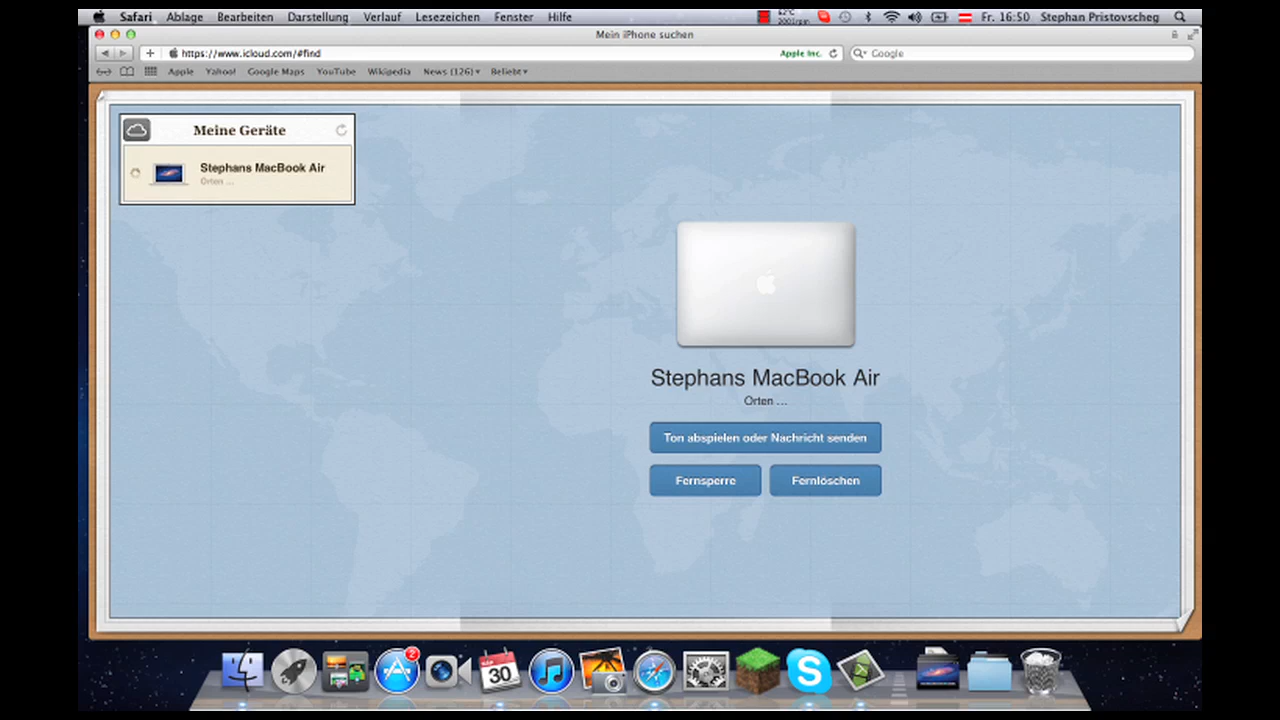 Safari Ablage Bearbeiten Darstellung Verlauf Lesezeichen Fenster Hilfe Fr. 16:50 Stephan Pristovscheg
Mein iPhone suchen
https://www.icloud.com/#find Apple Inc. Google
Apple Yahoo! Google Maps YouTube Wikipedia News (126) Beliebt
Meine Geräte
Stephans MacBook Air
Orten ...
Stephans MacBook Air
Orten ...
Ton abspielen oder Nachricht senden
Fernsperre Fernlöschen
2
30